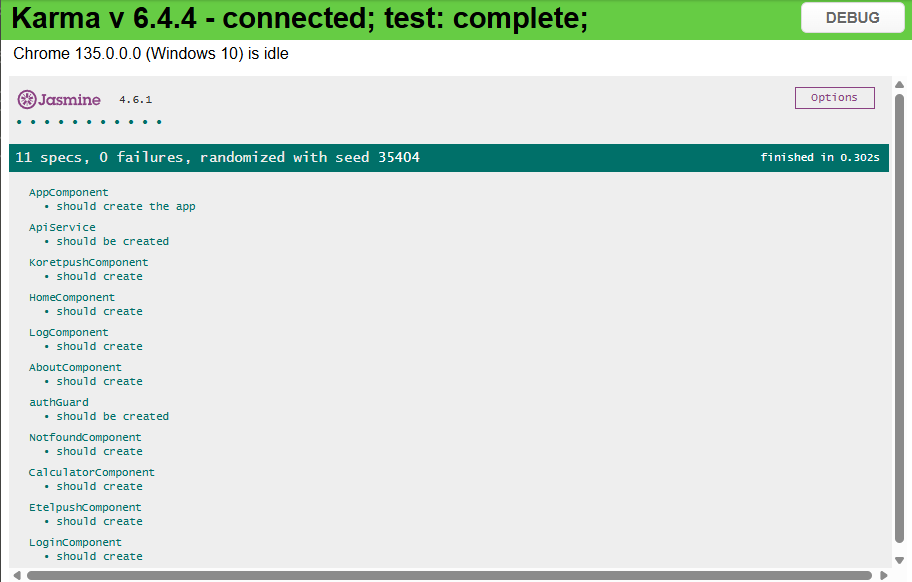 Karma v 6.4.4 - connected; test: complete;
DEBUG
Chrome 135.0.0.0 (Windows 10) is idle
Jasmine 4.6.1
Options
• • • • • • • • • • •
11 specs, 0 failures, randomized with seed 35404
finished in 0.302s
AppComponent
• should create the app
ApiService
• should be created
KoretpushComponent
• should create
HomeComponent
• should create
LogComponent
• should create
AboutComponent
• should create
authGuard
• should be created
NotfoundComponent
• should create
CalculatorComponent
• should create
EtelpushComponent
• should create
LoginComponent
• should create